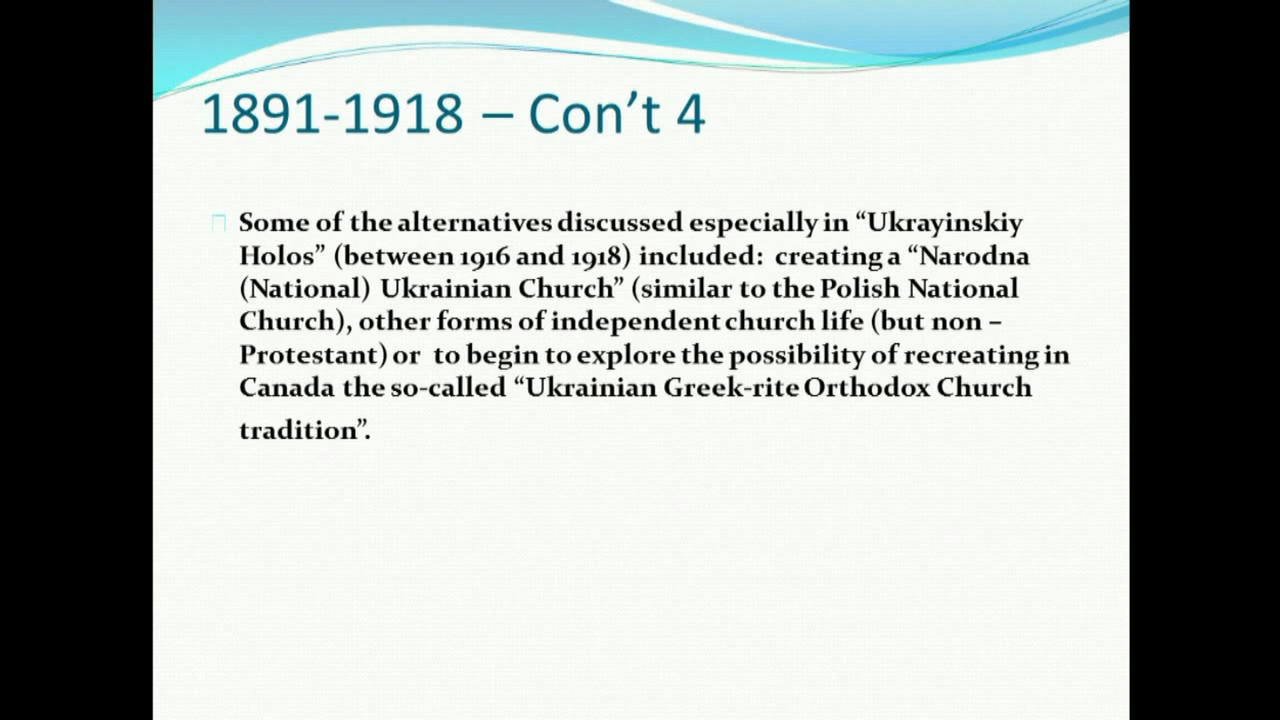 1891-1918 – Con’t 4
Some of the alternatives discussed especially in “Ukrayinskiy
Holos” (between 1916 and 1918) included: creating a “Narodna
(National) Ukrainian Church” (similar to the Polish National
Church), other forms of independent church life (but non –
Protestant) or to begin to explore the possibility of recreating in
Canada the so-called “Ukrainian Greek-rite Orthodox Church
tradition”.